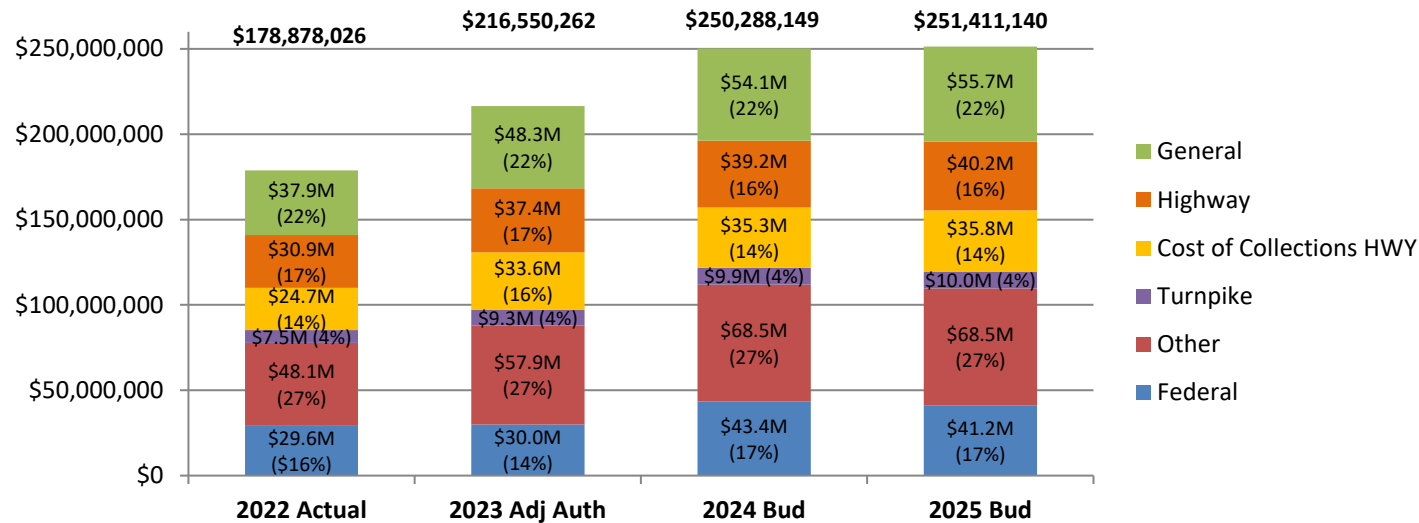 $178,878,026
$216,550,262
$250,288,149
$251,411,140
$250,000,000
$200,000,000
$150,000,000
$100,000,000
$50,000,000
$0
$37.9M
(22%)
$30.9M
(17%)
$24.7M
(14%)
$7.5M (4%)
$48.1M
(27%)
$29.6M
($16%)
$48.3M
(22%)
$37.4M
(17%)
$33.6M
(16%)
$9.3M (4%)
$57.9M
(27%)
$30.0M
(14%)
$54.1M
(22%)
$39.2M
(16%)
$35.3M
(14%)
$9.9M (4%)
$68.5M
(27%)
$43.4M
(17%)
$55.7M
(22%)
$40.2M
(16%)
$35.8M
(14%)
$10.0M (4%)
$68.5M
(27%)
$41.2M
(17%)
2022 Actual
2023 Adj Auth
2024 Bud
2025 Bud
General
Highway
Cost of Collections HWY
Turnpike
Other
Federal